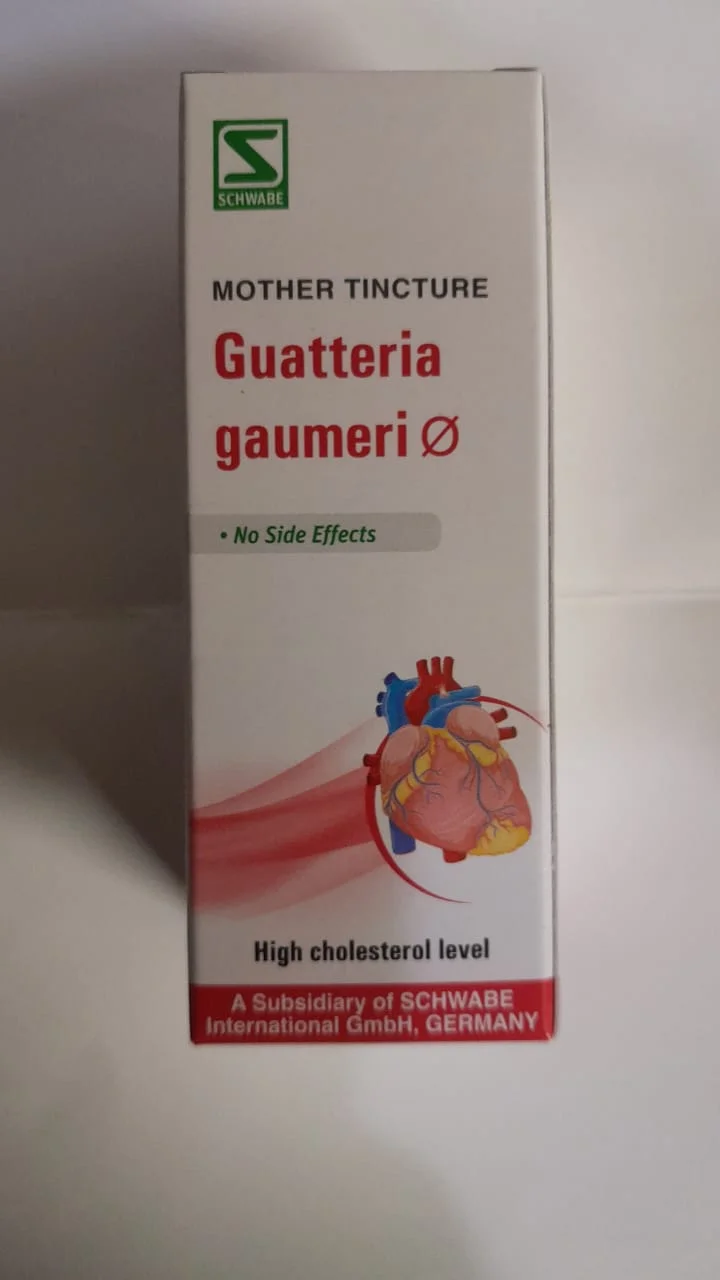 SCHWABE
MOTHER TINCTURE
Guatteria
gaumeri Ø
• No Side Effects
High cholesterol level
A Subsidiary of SCHWABE
International GmbH, GERMANY